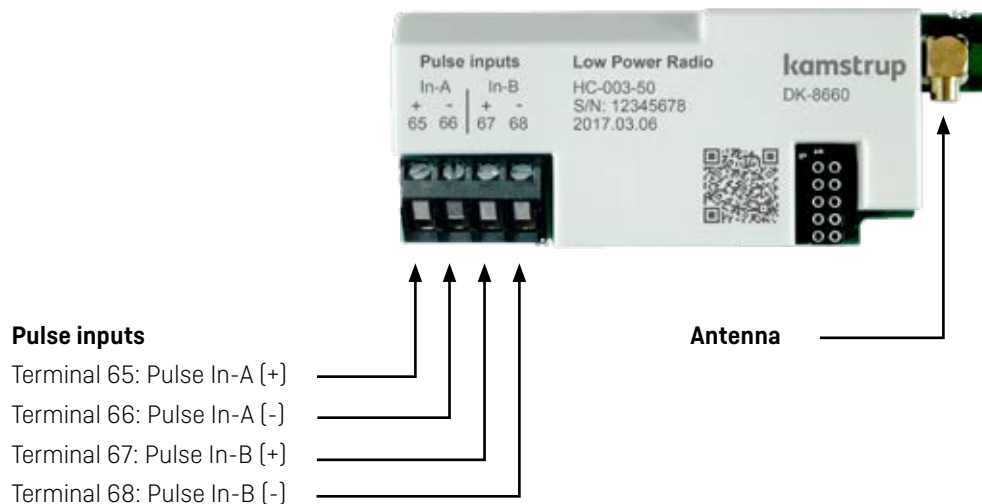 Pulse inputs
In-A In-B
+ - + -
65 66 67 68
Low Power Radio
HC-003-50
S/N: 12345678
2017.03.06
kamstrup
DK-8660
Pulse inputs
Terminal 65: Pulse In-A (+)
Terminal 66: Pulse In-A (-)
Terminal 67: Pulse In-B (+)
Terminal 68: Pulse In-B (-)
Antenna